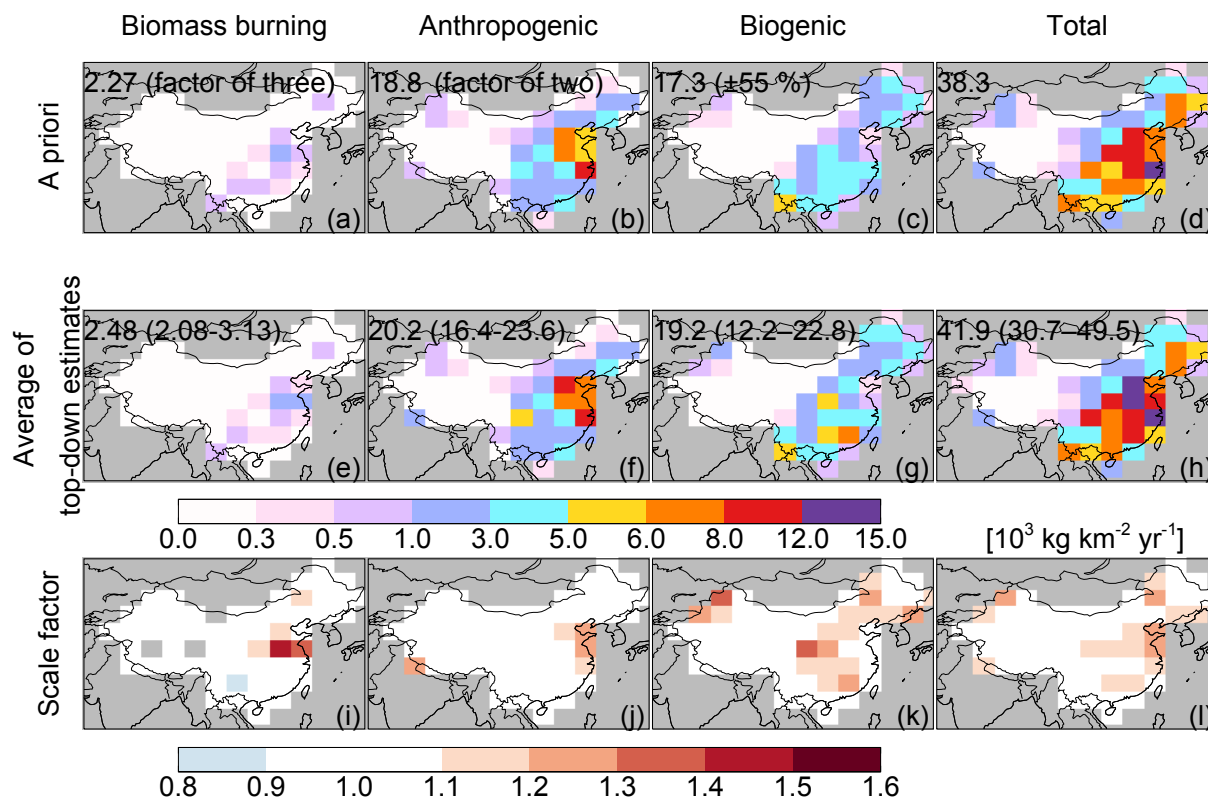 Biomass burning Anthropogenic Biogenic Total
A priori
2.27 (factor of three) 18.8 (factor of two) 17.3 (±55 %) 38.3
(a) (b) (c) (d)
Average of
top-down estimates
2.48 (2.08-3.13) 20.2 (16.4-23.6) 19.2 (12.2–22.8) 41.9 (30.7–49.5)
(e) (f) (g) (h)
0.0 0.3 0.5 1.0 3.0 5.0 6.0 8.0 12.0 15.0 [10³ kg km⁻² yr⁻¹]
Scale factor
(i) (j) (k) (l)
0.8 0.9 1.0 1.1 1.2 1.3 1.4 1.5 1.6